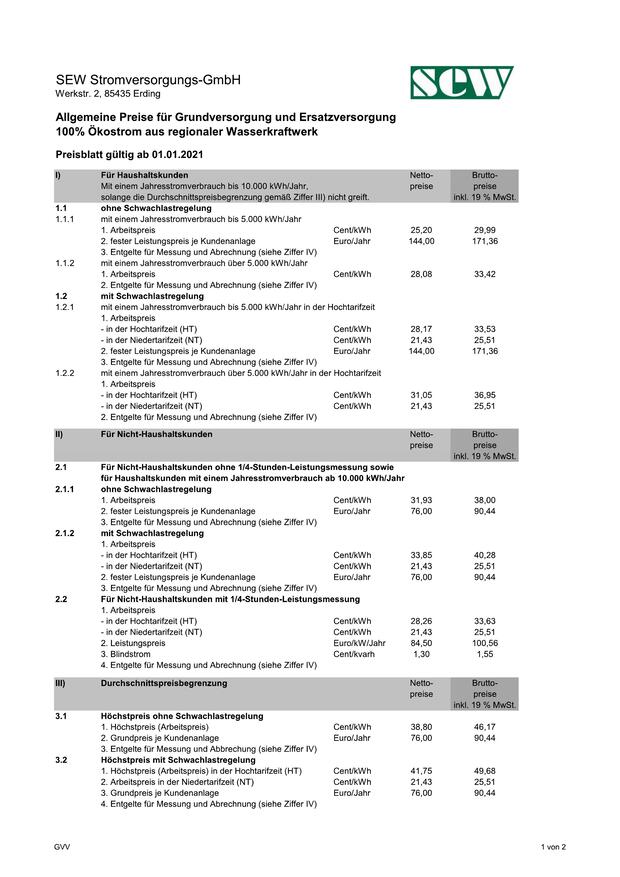 SEW Stromversorgungs-GmbH
Werkstr. 2, 85435 Erding
SEW
Allgemeine Preise für Grundversorgung und Ersatzversorgung
100% Ökostrom aus regionaler Wasserkraftwerk
Preisblatt gültig ab 01.01.2021
I) Für Haushaltskunden Netto- Brutto-
Mit einem Jahresstromverbrauch bis 10.000 kWh/Jahr, preise preise
solange die Durchschnittspreisbegrenzung gemäß Ziffer III) nicht greift. inkl. 19 % MwSt.
1.1 ohne Schwachlastregelung
1.1.1 mit einem Jahresstromverbrauch bis 5.000 kWh/Jahr
1. Arbeitspreis Cent/kWh 25,20 29,99
2. fester Leistungspreis je Kundenanlage Euro/Jahr 144,00 171,36
3. Entgelte für Messung und Abrechnung (siehe Ziffer IV)
1.1.2 mit einem Jahresstromverbrauch über 5.000 kWh/Jahr
1. Arbeitspreis Cent/kWh 28,08 33,42
2. Entgelte für Messung und Abrechnung (siehe Ziffer IV)
1.2 mit Schwachlastregelung
1.2.1 mit einem Jahresstromverbrauch bis 5.000 kWh/Jahr in der Hochtarifzeit
1. Arbeitspreis
- in der Hochtarifzeit (HT) Cent/kWh 28,17 33,53
- in der Niedertarifzeit (NT) Cent/kWh 21,43 25,51
2. fester Leistungspreis je Kundenanlage Euro/Jahr 144,00 171,36
3. Entgelte für Messung und Abrechnung (siehe Ziffer IV)
1.2.2 mit einem Jahresstromverbrauch über 5.000 kWh/Jahr in der Hochtarifzeit
1. Arbeitspreis
- in der Hochtarifzeit (HT) Cent/kWh 31,05 36,95
- in der Niedertarifzeit (NT) Cent/kWh 21,43 25,51
2. Entgelte für Messung und Abrechnung (siehe Ziffer IV)
II) Für Nicht-Haushaltskunden Netto- Brutto-
preise preise
inkl. 19 % MwSt.
2.1 Für Nicht-Haushaltskunden ohne 1/4-Stunden-Leistungsmessung sowie
für Haushaltskunden mit einem Jahresstromverbrauch ab 10.000 kWh/Jahr
2.1.1 ohne Schwachlastregelung
1. Arbeitspreis Cent/kWh 31,93 38,00
2. fester Leistungspreis je Kundenanlage Euro/Jahr 76,00 90,44
3. Entgelte für Messung und Abrechnung (siehe Ziffer IV)
2.1.2 mit Schwachlastregelung
1. Arbeitspreis
- in der Hochtarifzeit (HT) Cent/kWh 33,85 40,28
- in der Niedertarifzeit (NT) Cent/kWh 21,43 25,51
2. fester Leistungspreis je Kundenanlage Euro/Jahr 76,00 90,44
3. Entgelte für Messung und Abrechnung (siehe Ziffer IV)
2.2 Für Nicht-Haushaltskunden mit 1/4-Stunden-Leistungsmessung
1. Arbeitspreis
- in der Hochtarifzeit (HT) Cent/kWh 28,26 33,63
- in der Niedertarifzeit (NT) Cent/kWh 21,43 25,51
2. Leistungspreis Euro/kW/Jahr 84,50 100,56
3. Blindstrom Cent/kvarh 1,30 1,55
4. Entgelte für Messung und Abrechnung (siehe Ziffer IV)
III) Durchschnittspreisbegrenzung Netto- Brutto-
preise preise
inkl. 19 % MwSt.
3.1 Höchstpreis ohne Schwachlastregelung
1. Höchstpreis (Arbeitspreis) Cent/kWh 38,80 46,17
2. Grundpreis je Kundenanlage Euro/Jahr 76,00 90,44
3. Entgelte für Messung und Abbrechung (siehe Ziffer IV)
3.2 Höchstpreis mit Schwachlastregelung
1. Höchstpreis (Arbeitspreis) in der Hochtarifzeit (HT) Cent/kWh 41,75 49,68
2. Arbeitspreis in der Niedertarifzeit (NT) Cent/kWh 21,43 25,51
3. Grundpreis je Kundenanlage Euro/Jahr 76,00 90,44
4. Entgelte für Messung und Abrechnung (siehe Ziffer IV)
GVV 1 von 2